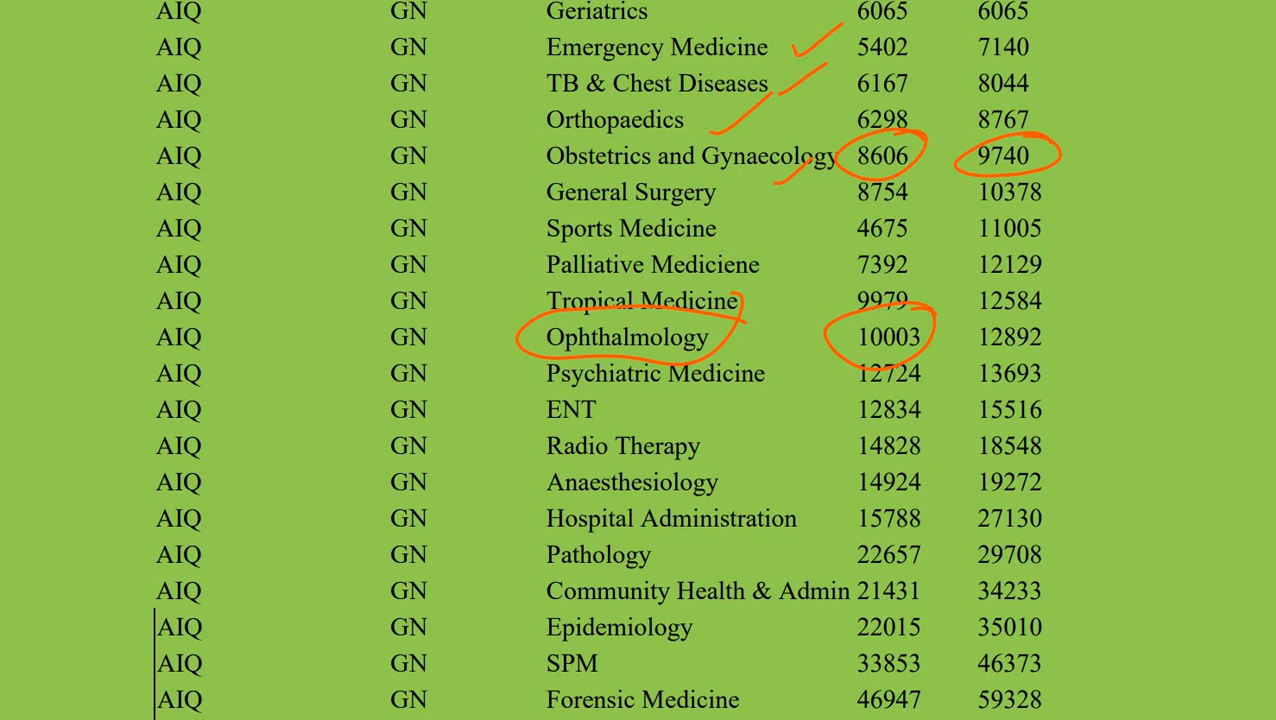 AIQ GN Geriatrics 6065 6065
AIQ GN Emergency Medicine 5402 7140
AIQ GN TB & Chest Diseases 6167 8044
AIQ GN Orthopaedics 6298 8767
AIQ GN Obstetrics and Gynaecology 8606 9740
AIQ GN General Surgery 8754 10378
AIQ GN Sports Medicine 4675 11005
AIQ GN Palliative Mediciene 7392 12129
AIQ GN Tropical Medicine 9979 12584
AIQ GN Ophthalmology 10003 12892
AIQ GN Psychiatric Medicine 12724 13693
AIQ GN ENT 12834 15516
AIQ GN Radio Therapy 14828 18548
AIQ GN Anaesthesiology 14924 19272
AIQ GN Hospital Administration 15788 27130
AIQ GN Pathology 22657 29708
AIQ GN Community Health & Admin 21431 34233
AIQ GN Epidemiology 22015 35010
AIQ GN SPM 33853 46373
AIQ GN Forensic Medicine 46947 59328